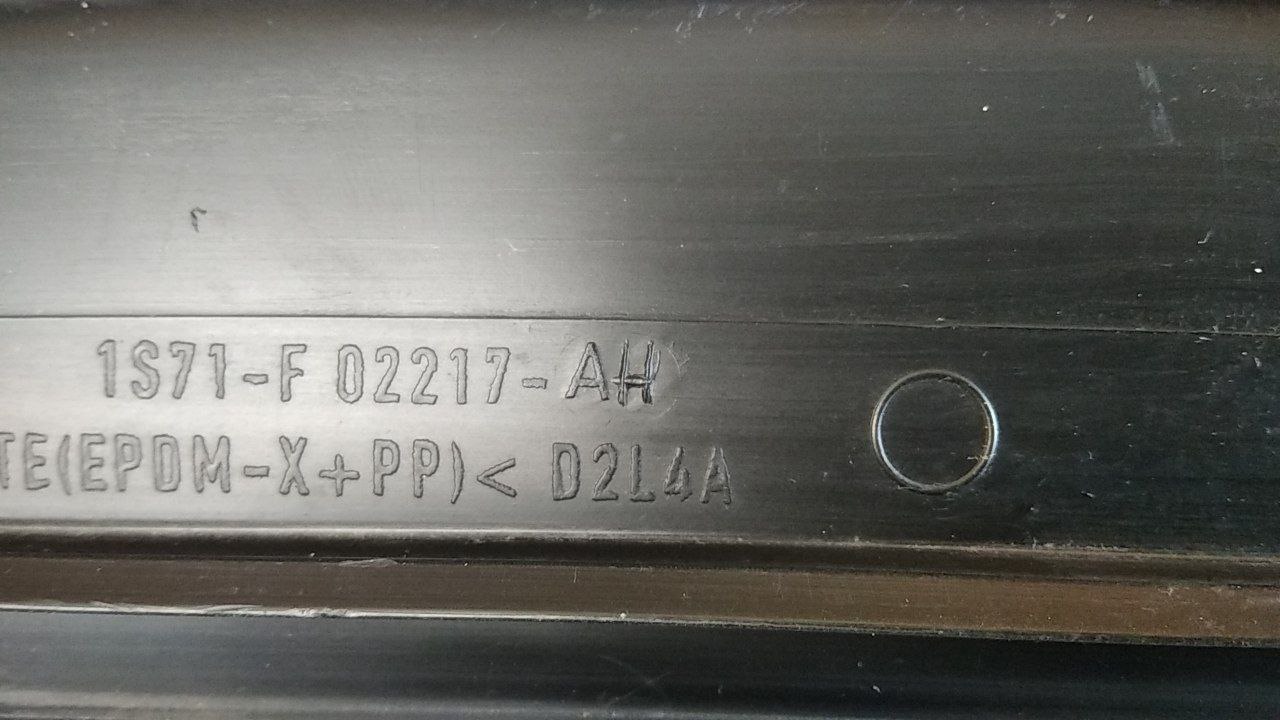 1S71-F 02217-AH
TE(EPDM-X+PP)< D2L4A